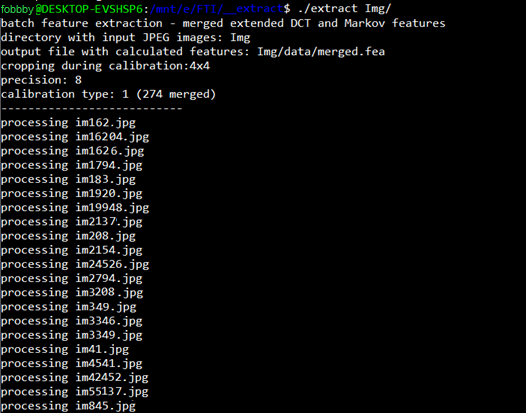 fobbby@DESKTOP-EVSHSP6:/mnt/e/FTI/__extract$ ./extract Img/
batch feature extraction - merged extended DCT and Markov features
directory with input JPEG images: Img
output file with calculated features: Img/data/merged.fea
cropping during calibration:4x4
precision: 8
calibration type: 1 (274 merged)
---------------------------
processing im162.jpg
processing im16204.jpg
processing im1626.jpg
processing im1794.jpg
processing im183.jpg
processing im1920.jpg
processing im19948.jpg
processing im2137.jpg
processing im208.jpg
processing im2154.jpg
processing im24526.jpg
processing im2794.jpg
processing im3208.jpg
processing im349.jpg
processing im3346.jpg
processing im3349.jpg
processing im41.jpg
processing im4541.jpg
processing im42452.jpg
processing im55137.jpg
processing im845.jpg